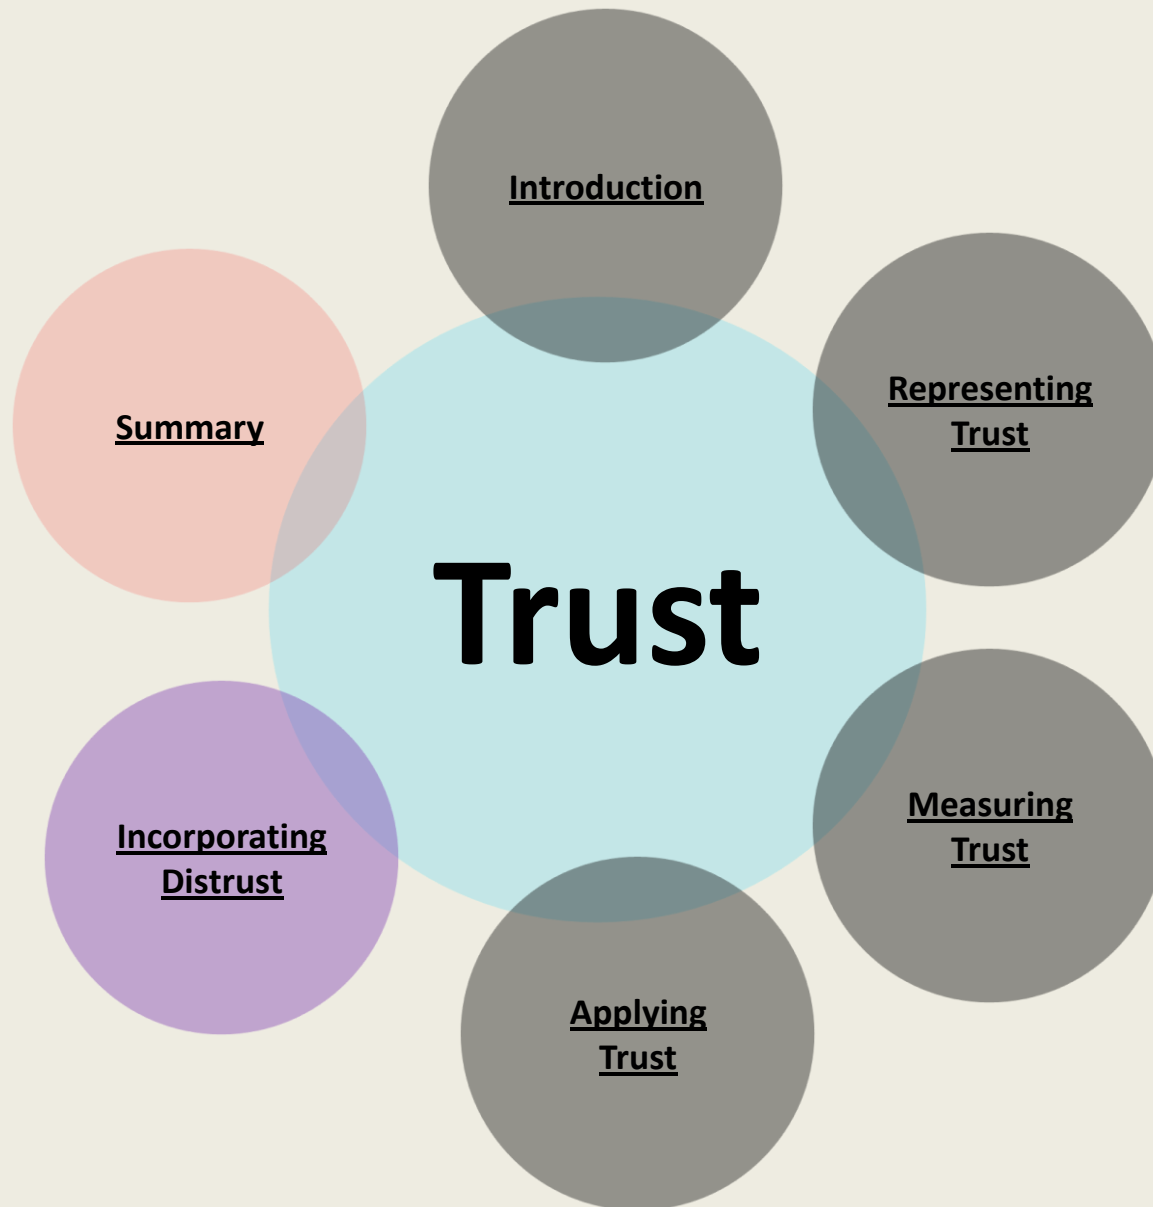 Introduction
Representing
Trust
Summary
Trust
Measuring
Trust
Incorporating
Distrust
Applying
Trust